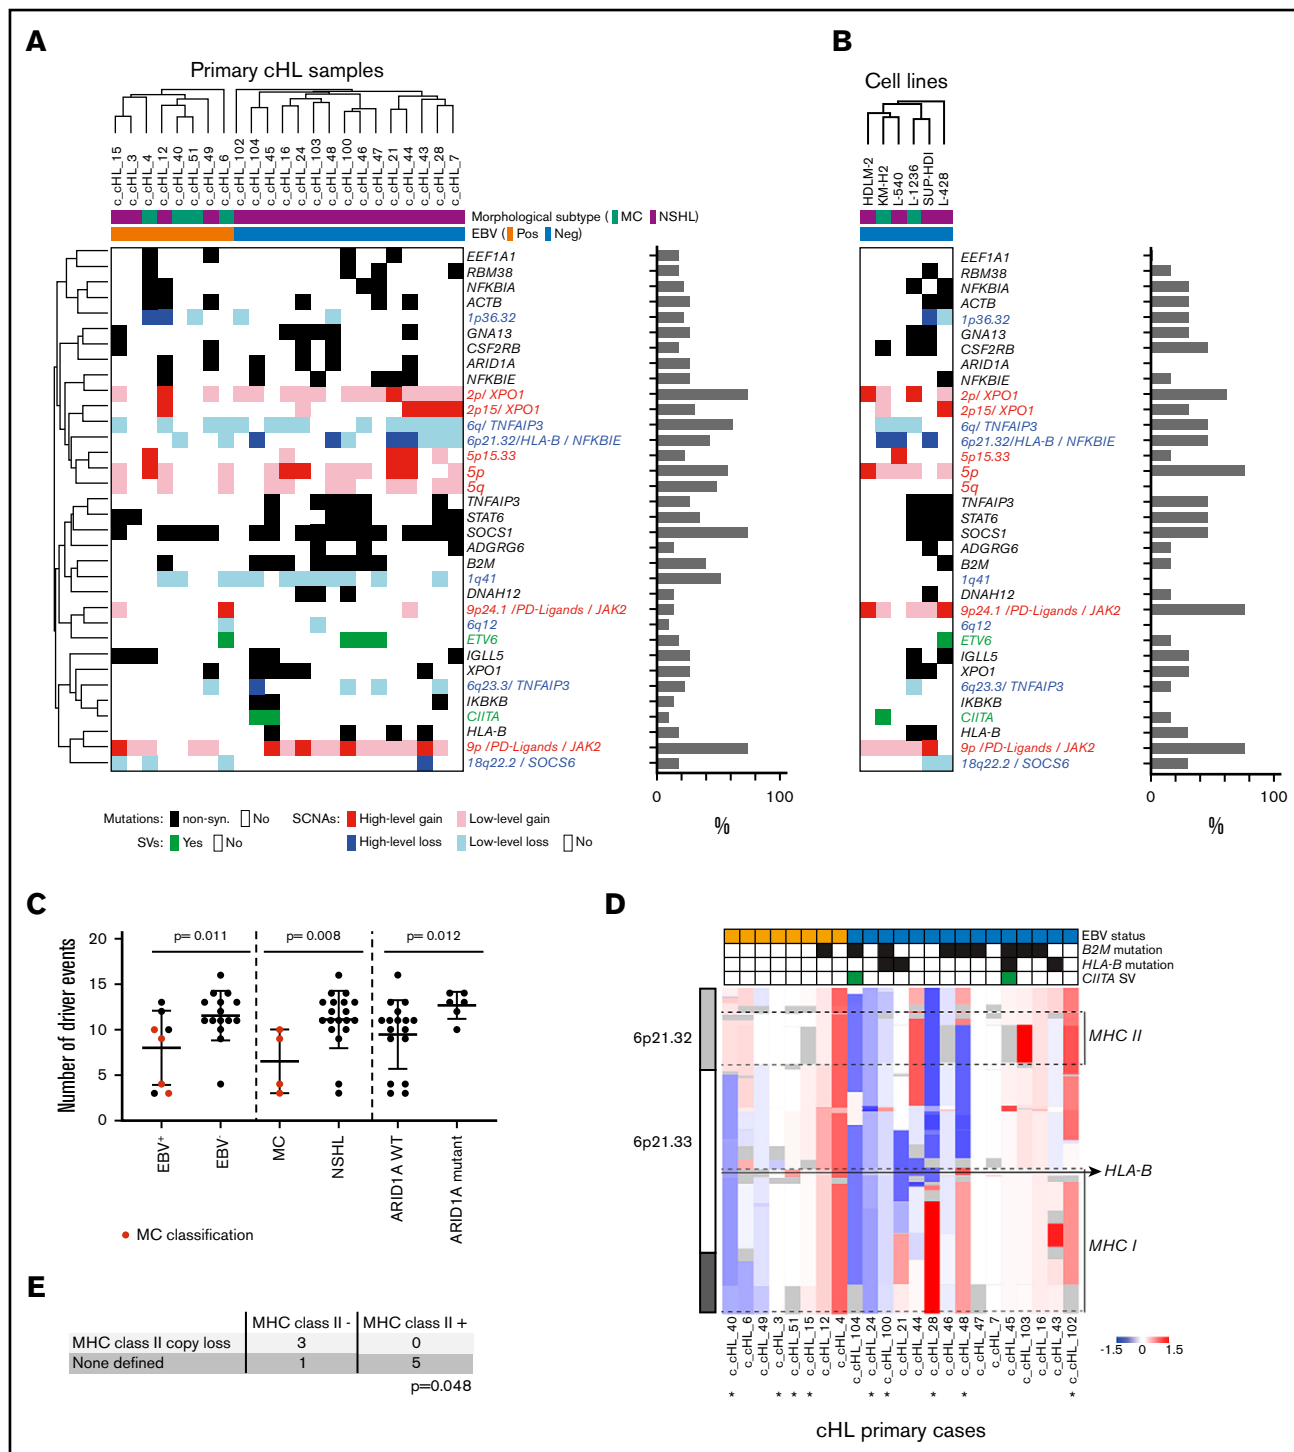 A
Primary cHL samples
c_cHL_15
c_cHL_3
c_cHL_4
c_cHL_12
c_cHL_40
c_cHL_51
c_cHL_49
c_cHL_6
c_cHL_102
c_cHL_104
c_cHL_45
c_cHL_16
c_cHL_24
c_cHL_103
c_cHL_48
c_cHL_100
c_cHL_46
c_cHL_47
c_cHL_21
c_cHL_44
c_cHL_43
c_cHL_28
c_cHL_7
Morphological subtype ( MC NSHL)
EBV ( Pos Neg)
EEF1A1
RBM38
NFKBIA
ACTB
1p36.32
GNA13
CSF2RB
ARID1A
NFKBIE
2p/ XPO1
2p15/ XPO1
6q/ TNFAIP3
6p21.32/HLA-B / NFKBIE
5p15.33
5p
5q
TNFAIP3
STAT6
SOCS1
ADGRG6
B2M
1q41
DNAH12
9p24.1 /PD-Ligands / JAK2
6q12
ETV6
IGLL5
XPO1
6q23.3/ TNFAIP3
IKBKB
CIITA
HLA-B
9p /PD-Ligands / JAK2
18q22.2 / SOCS6
0 100
%
Mutations: non-syn. No SCNAs: High-level gain Low-level gain
SVs: Yes No High-level loss Low-level loss No
B
Cell lines
HDLM-2
KM-H2
L-540
L-1236
SUP-HDI
L-428
EEF1A1
RBM38
NFKBIA
ACTB
1p36.32
GNA13
CSF2RB
ARID1A
NFKBIE
2p/ XPO1
2p15/ XPO1
6q/ TNFAIP3
6p21.32/HLA-B / NFKBIE
5p15.33
5p
5q
TNFAIP3
STAT6
SOCS1
ADGRG6
B2M
1q41
DNAH12
9p24.1 /PD-Ligands / JAK2
6q12
ETV6
IGLL5
XPO1
6q23.3/ TNFAIP3
IKBKB
CIITA
HLA-B
9p /PD-Ligands / JAK2
18q22.2 / SOCS6
0 100
%
C
Number of driver events
20
15
10
5
0
p= 0.011 p= 0.008 p= 0.012
EBV+
EBV-
MC
NSHL
ARID1A WT
ARID1A mutant
MC classification
D
EBV status
B2M mutation
HLA-B mutation
CIITA SV
6p21.32
6p21.33
MHC II
HLA-B
MHC I
c_cHL_40 *
c_cHL_6
c_cHL_49
c_cHL_3 *
c_cHL_51 *
c_cHL_15 *
c_cHL_12
c_cHL_4
c_cHL_104
c_cHL_24 *
c_cHL_100 *
c_cHL_21
c_cHL_44
c_cHL_28 *
c_cHL_46
c_cHL_48 *
c_cHL_47
c_cHL_7
c_cHL_45
c_cHL_103
c_cHL_16
c_cHL_43
c_cHL_102 *
-1.5 1.5
cHL primary cases
E
MHC class II - MHC class II +
MHC class II copy loss 3 0
None defined 1 5
p=0.048